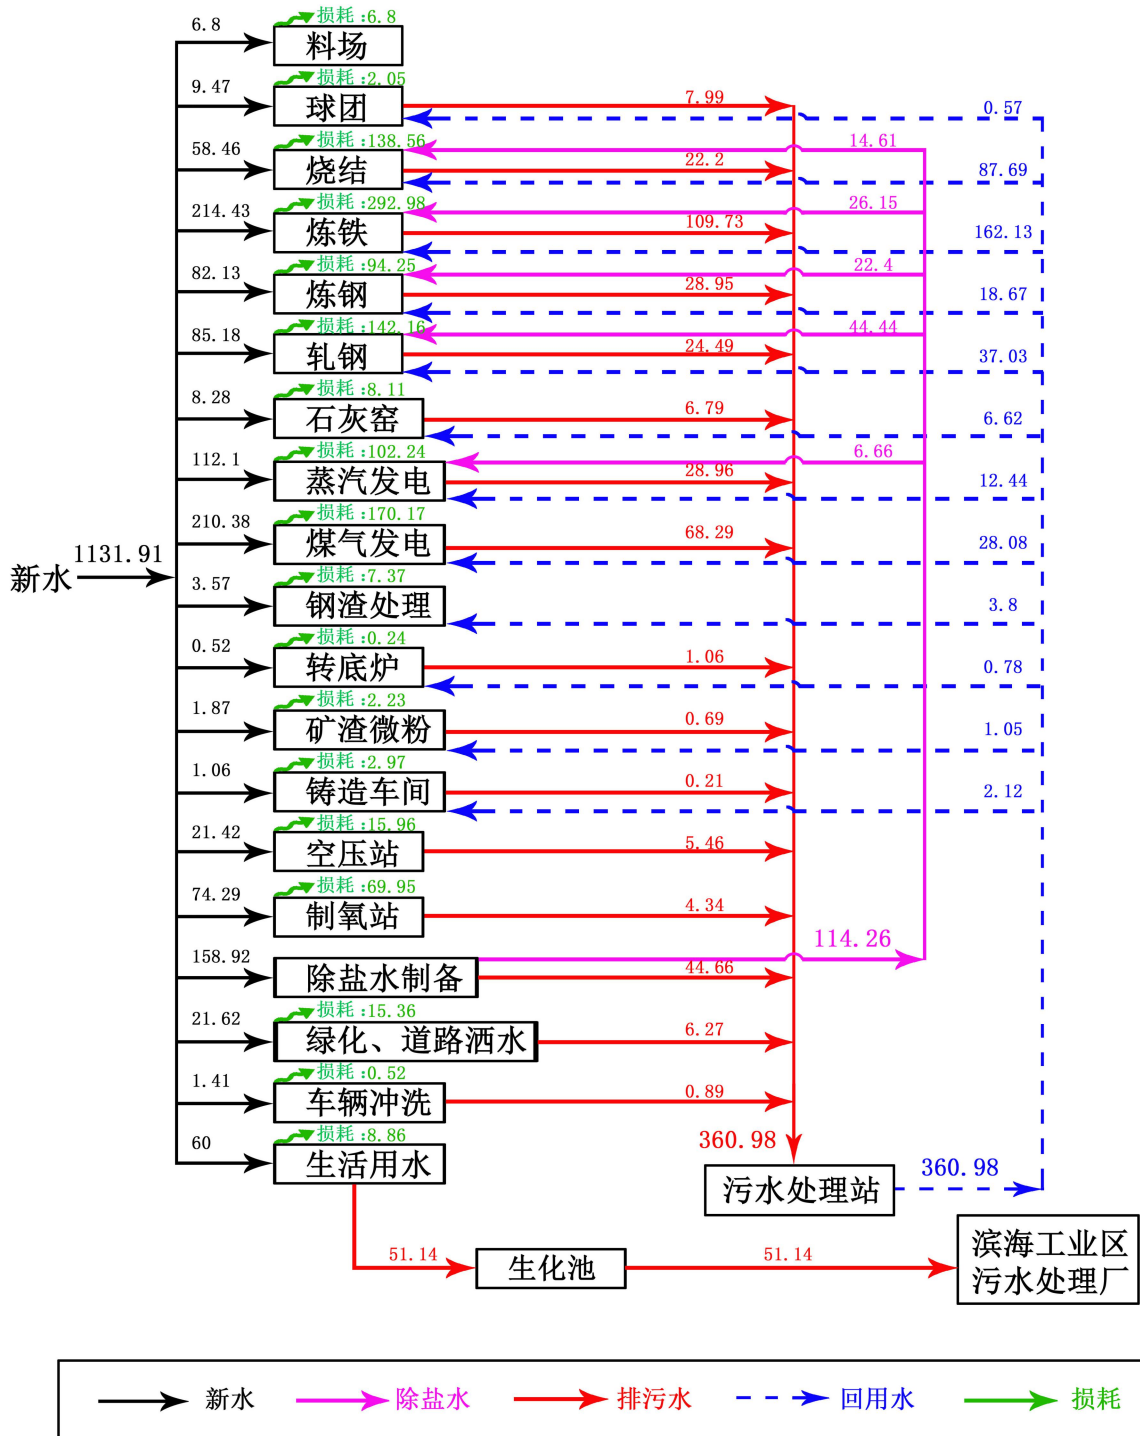 6.8 损耗:6.8
料场
9.47 损耗:2.05
球团 7.99 0.57
58.46 损耗:138.56 14.61
烧结 22.2 87.69
214.43 损耗:292.98 26.15
炼铁 109.73 162.13
82.13 损耗:94.25 22.4
炼钢 28.95 18.67
85.18 损耗:142.16 44.44
轧钢 24.49 37.03
8.28 损耗:8.11
石灰窑 6.79 6.62
112.1 损耗:102.24 6.66
蒸汽发电 28.96 12.44
210.38 损耗:170.17
煤气发电 68.29 28.08
新水 1131.91
3.57 损耗:7.37
钢渣处理 3.8
0.52 损耗:0.24
转底炉 1.06 0.78
1.87 损耗:2.23
矿渣微粉 0.69 1.05
1.06 损耗:2.97
铸造车间 0.21 2.12
21.42 损耗:15.96
空压站 5.46
74.29 损耗:69.95
制氧站 4.34
158.92 114.26
除盐水制备 44.66
21.62 损耗:15.36
绿化、道路洒水 6.27
1.41 损耗:0.52
车辆冲洗 0.89
60 损耗:8.86
生活用水
360.98
污水处理站 360.98
51.14 生化池 51.14
滨海工业区
污水处理厂
新水 除盐水 排污水 回用水 损耗